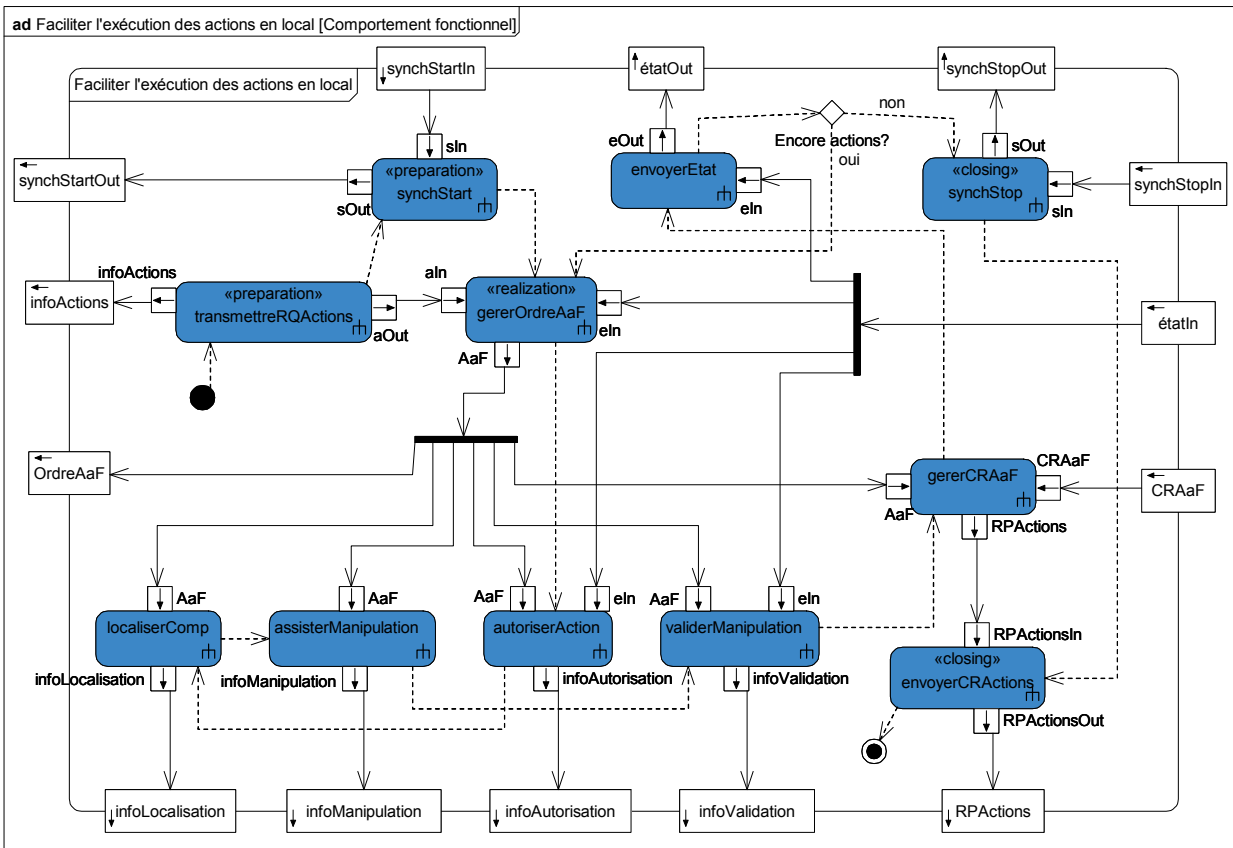 ad Faciliter l'exécution des actions en local [Comportement fonctionnel]
Faciliter l'exécution des actions en local
synchStartIn
étatOut
synchStopOut
non
Encore actions?
oui
eOut
sOut
sIn
«preparation»
synchStart
sOut
envoyerEtat
eIn
«closing»
synchStop
sIn
synchStartOut
synchStopIn
infoActions
infoActions
«preparation»
transmettreRQActions
aOut
aIn
«realization»
gererOrdreAaF
eIn
AaF
étatIn
OrdreAaF
gererCRAaF
CRAaF
AaF
RPActions
CRAaF
AaF
AaF
AaF
eIn
AaF
eIn
localiserComp
assisterManipulation
autoriserAction
validerManipulation
RPActionsIn
«closing»
envoyerCRActions
infoLocalisation
infoManipulation
infoAutorisation
infoValidation
RPActionsOut
infoLocalisation
infoManipulation
infoAutorisation
infoValidation
RPActions